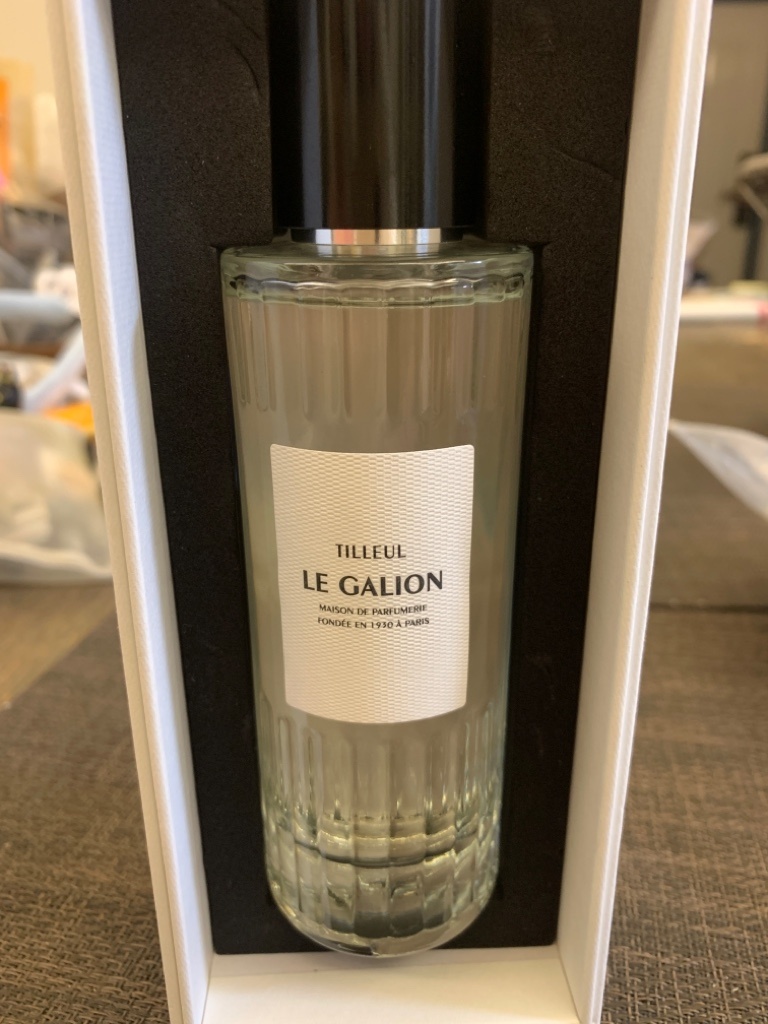 TILLEUL
LE GALION
MAISON DE PARFUMERIE
FONDÉE EN 1930 À PARIS